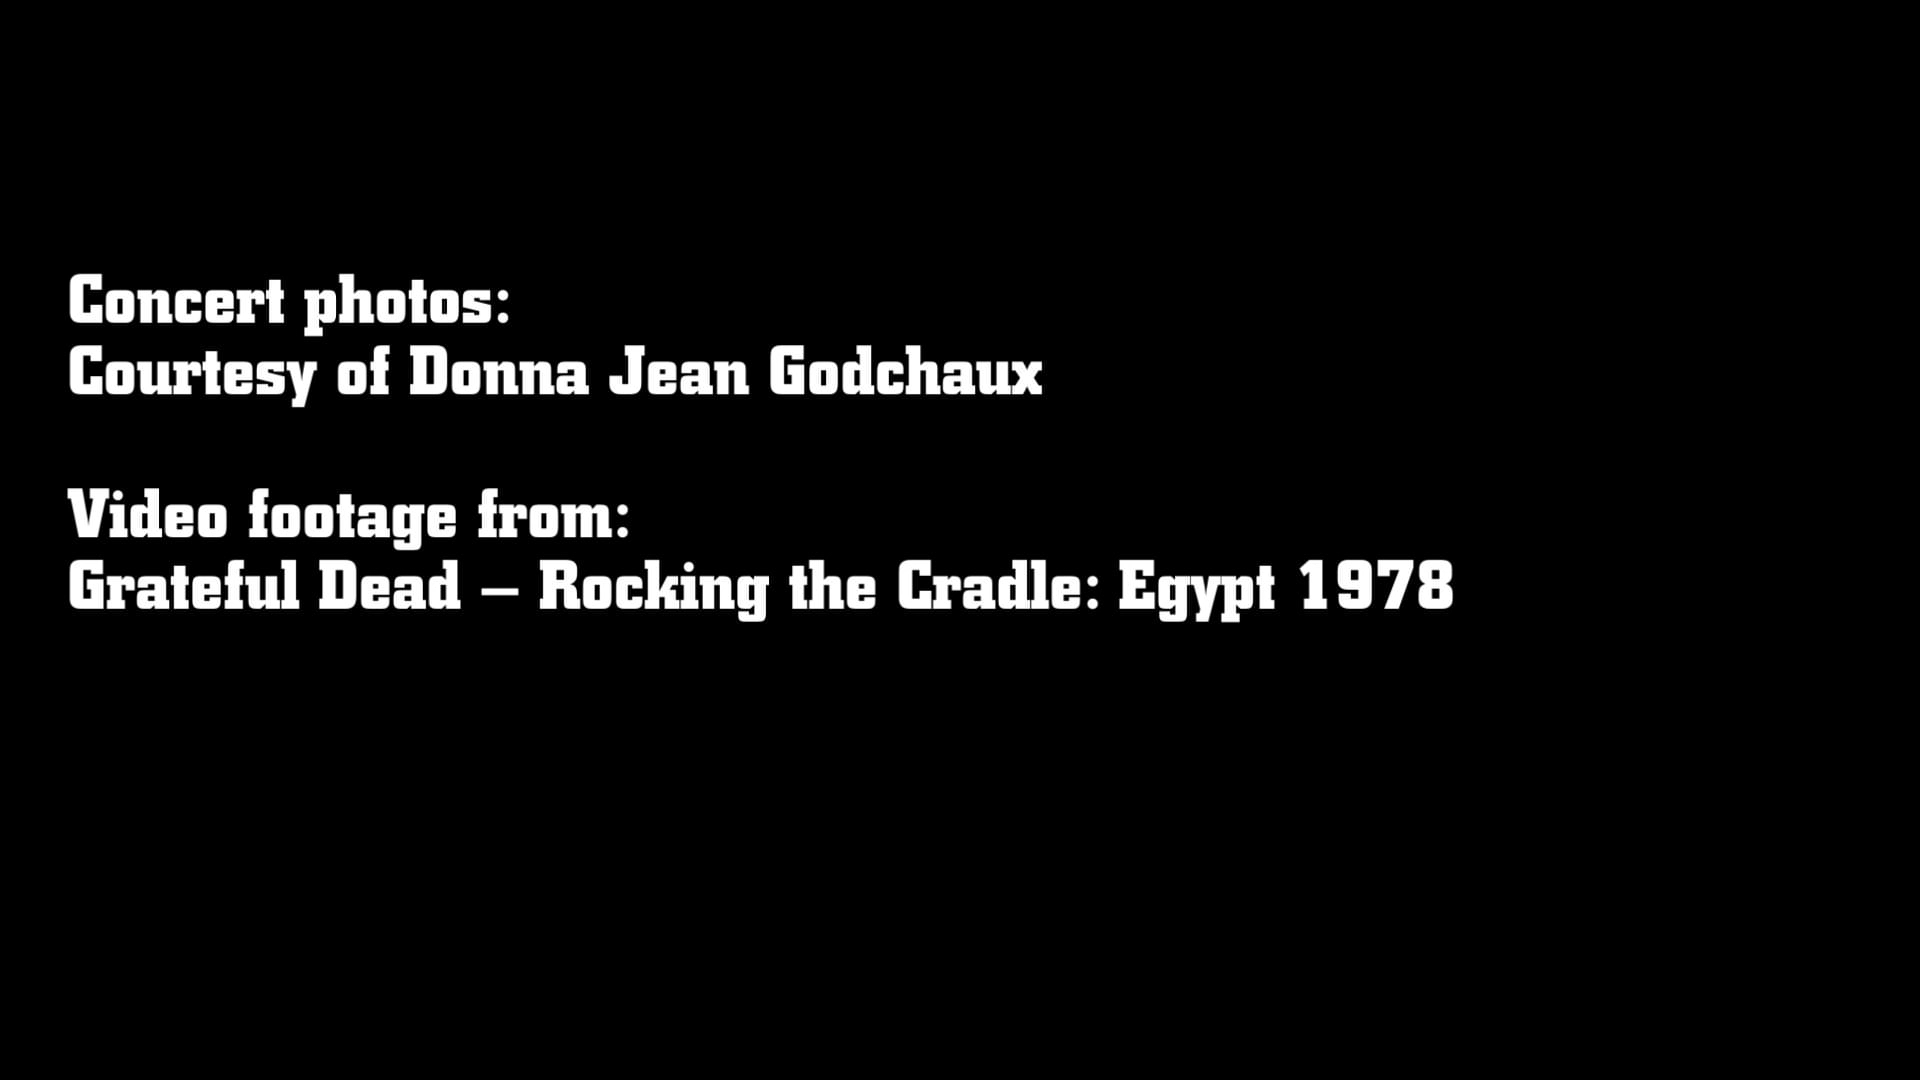 Concert photos:
Courtesy of Donna Jean Godchaux
Video footage from:
Grateful Dead – Rocking the Cradle: Egypt 1978